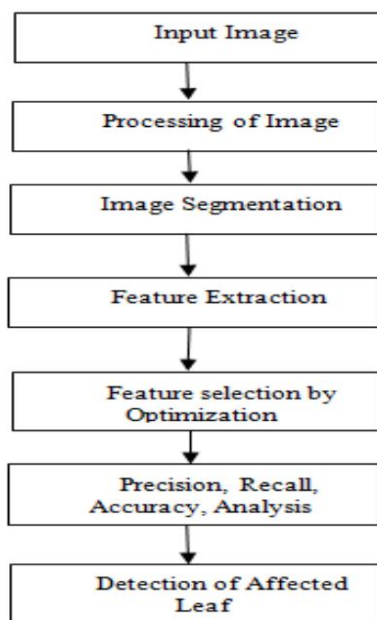 Input Image
Processing of Image
Image Segmentation
Feature Extraction
Feature selection by
Optimization
Precision, Recall,
Accuracy, Analysis
Detection of Affected
Leaf